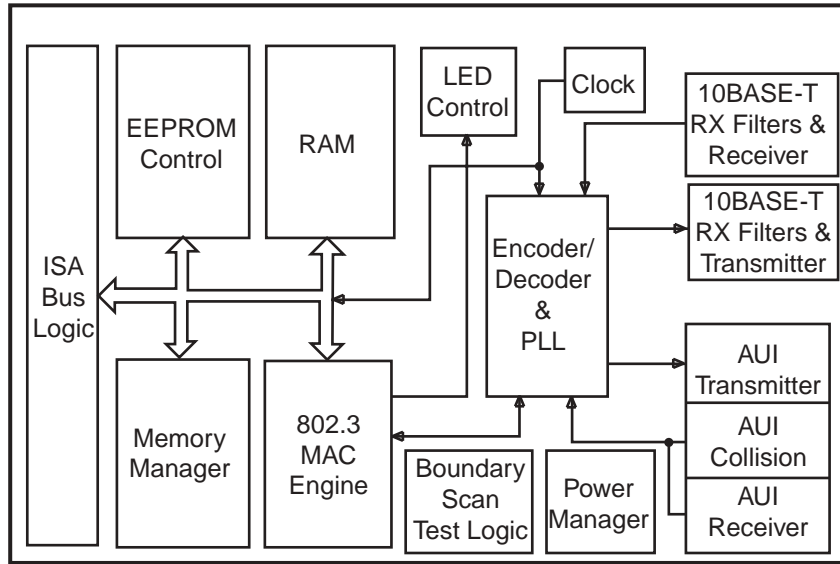 ISA
Bus
Logic
EEPROM
Control
RAM
LED
Control
Clock
10BASE-T
RX Filters &
Receiver
10BASE-T
RX Filters &
Transmitter
Encoder/
Decoder
&
PLL
Memory
Manager
802.3
MAC
Engine
Boundary
Scan
Test Logic
Power
Manager
AUI
Transmitter
AUI
Collision
AUI
Receiver